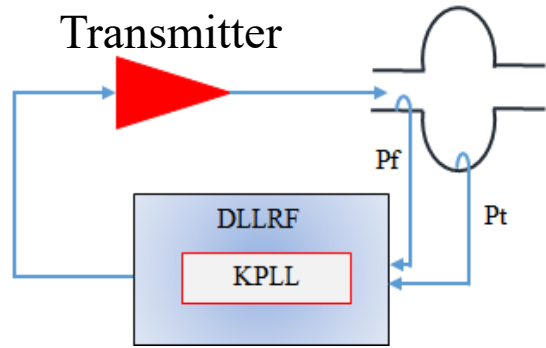 Transmitter
Pf
Pt
DLLRF
KPLL